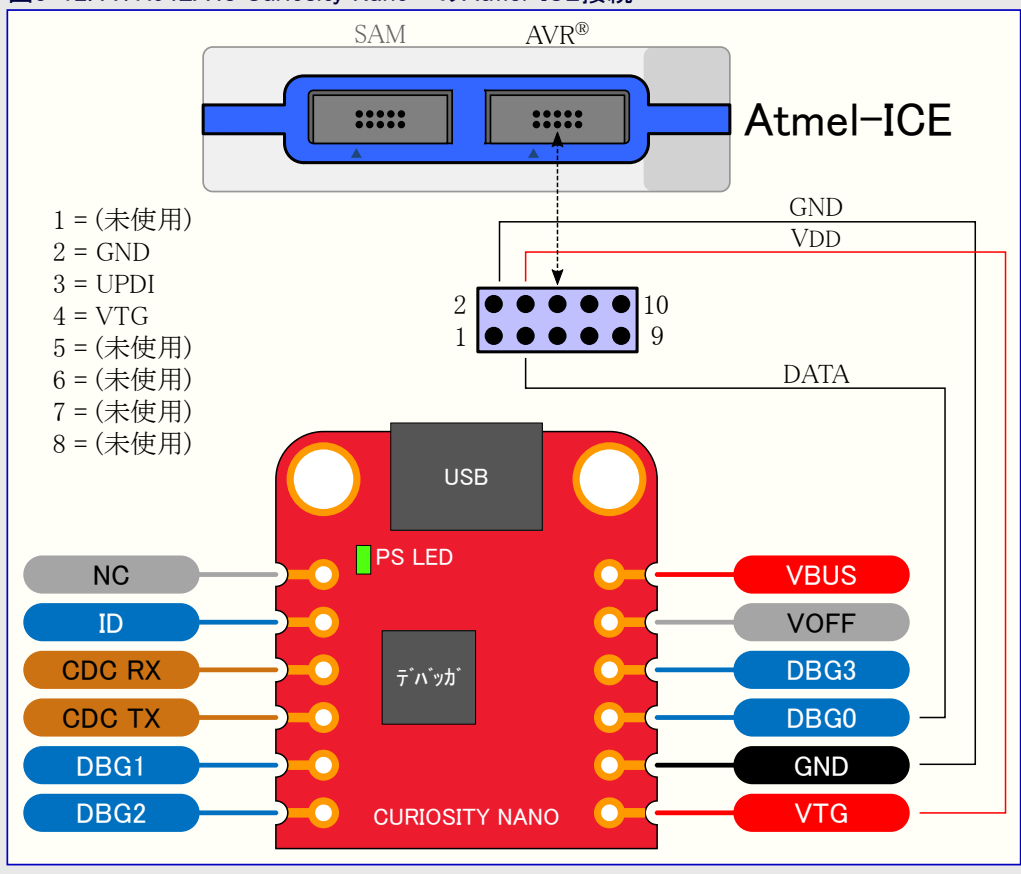 SAM
AVR®
Atmel-ICE
1 = (未使用)
2 = GND
3 = UPDI
4 = VTG
5 = (未使用)
6 = (未使用)
7 = (未使用)
8 = (未使用)
GND
VDD
2
10
1
9
DATA
USB
PS LED
NC
ID
CDC RX
CDC TX
DBG1
DBG2
デバッガ
CURIOSITY NANO
VBUS
VOFF
DBG3
DBG0
GND
VTG